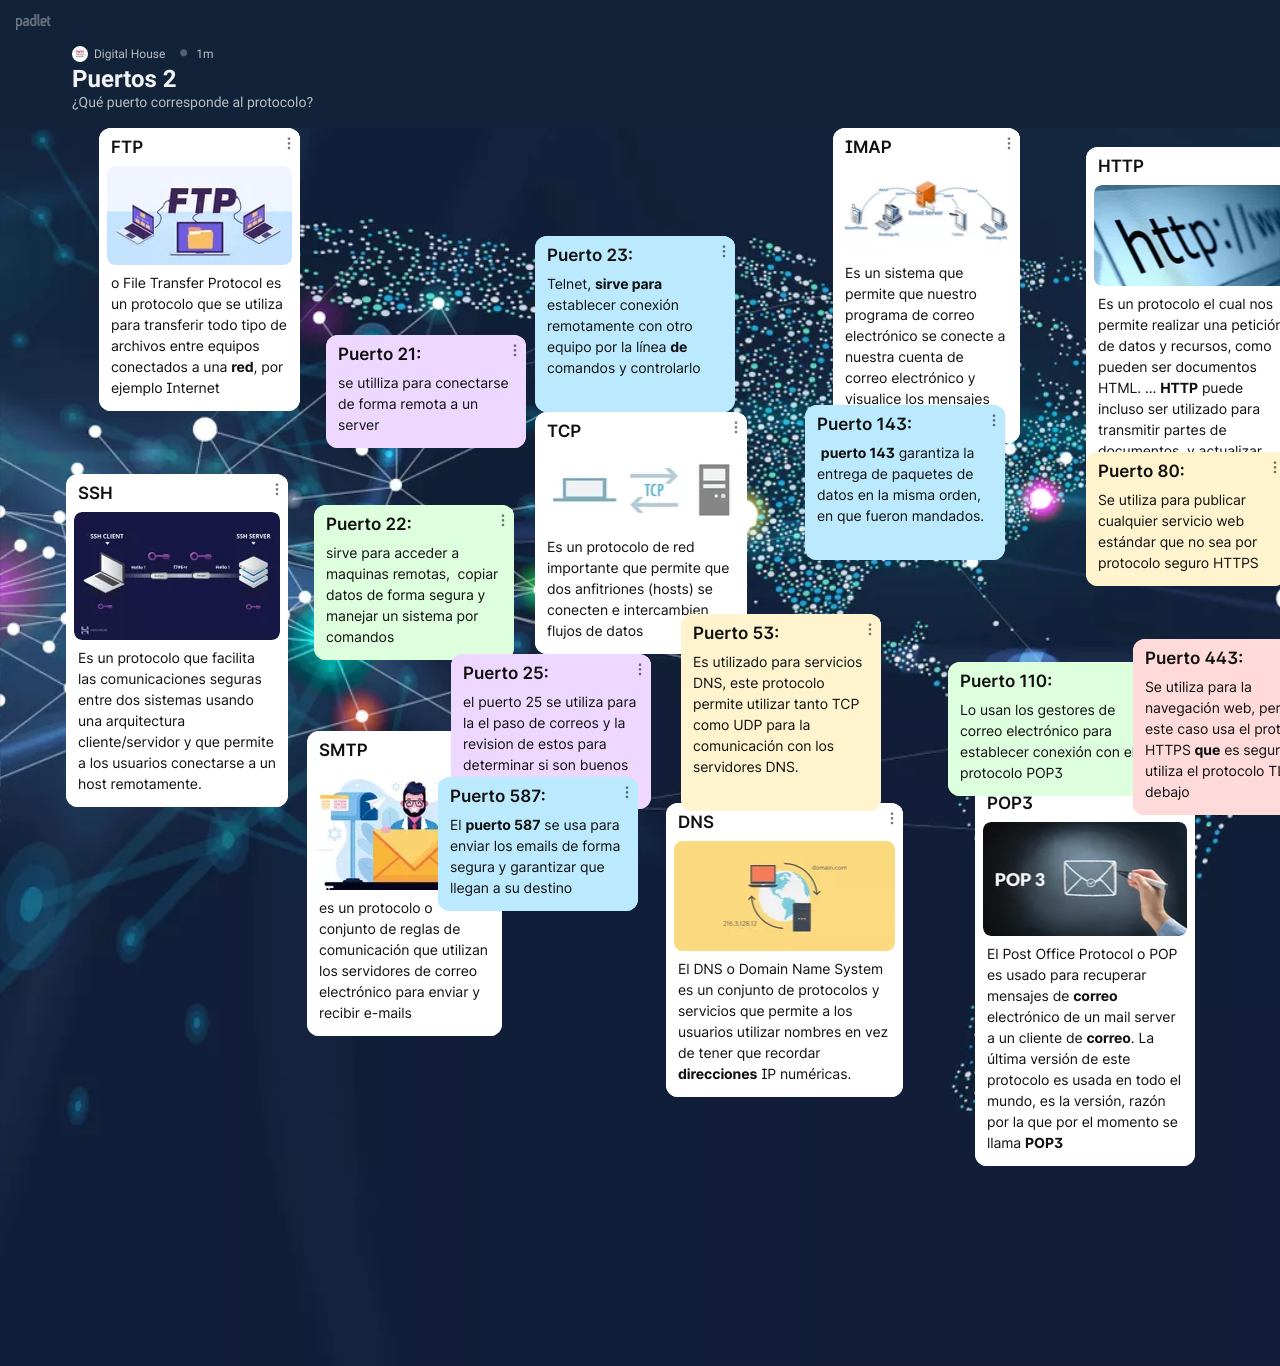 padlet
Digital House
1m
Puertos 2
¿Qué puerto corresponde al protocolo?
FTP
FTP
o File Transfer Protocol es
un protocolo que se utiliza
para transferir todo tipo de
archivos entre equipos
conectados a una red, por
ejemplo Internet
Puerto 21:
se utilliza para conectarse
de forma remota a un
server
Puerto 23:
Telnet, sirve para
establecer conexión
remotamente con otro
equipo por la línea de
comandos y controlarlo
IMAP
Email Server
Es un sistema que
permite que nuestro
programa de correo
electrónico se conecte a
nuestra cuenta de
correo electrónico y
visualice los mensajes
Puerto 143:
puerto 143 garantiza la
entrega de paquetes de
datos en la misma orden,
en que fueron mandados.
HTTP
http://ww
Es un protocolo el cual nos
permite realizar una petición
de datos y recursos, como
pueden ser documentos
HTML. ... HTTP puede
incluso ser utilizado para
transmitir partes de
documentos, y actualizar
Puerto 80:
Se utiliza para publicar
cualquier servicio web
estándar que no sea por
protocolo seguro HTTPS
TCP
TCP
Es un protocolo de red
importante que permite que
dos anfitriones (hosts) se
conecten e intercambien
flujos de datos
SSH
SSH CLIENT
SSH SERVER
Hello !
Hello !
Es un protocolo que facilita
las comunicaciones seguras
entre dos sistemas usando
una arquitectura
cliente/servidor y que permite
a los usuarios conectarse a un
host remotamente.
Puerto 22:
sirve para acceder a
maquinas remotas, copiar
datos de forma segura y
manejar un sistema por
comandos
Puerto 25:
el puerto 25 se utiliza para
la el paso de correos y la
revision de estos para
determinar si son buenos
SMTP
es un protocolo o
conjunto de reglas de
comunicación que utilizan
los servidores de correo
electrónico para enviar y
recibir e-mails
Puerto 587:
El puerto 587 se usa para
enviar los emails de forma
segura y garantizar que
llegan a su destino
Puerto 53:
Es utilizado para servicios
DNS, este protocolo
permite utilizar tanto TCP
como UDP para la
comunicación con los
servidores DNS.
DNS
domain.com
216.3.128.12
El DNS o Domain Name System
es un conjunto de protocolos y
servicios que permite a los
usuarios utilizar nombres en vez
de tener que recordar
direcciones IP numéricas.
Puerto 110:
Lo usan los gestores de
correo electrónico para
establecer conexión con el
protocolo POP3
Puerto 443:
Se utiliza para la
navegación web, per
este caso usa el prot
HTTPS que es segur
utiliza el protocolo TL
debajo
POP3
POP 3
El Post Office Protocol o POP
es usado para recuperar
mensajes de correo
electrónico de un mail server
a un cliente de correo. La
última versión de este
protocolo es usada en todo el
mundo, es la versión, razón
por la que por el momento se
llama POP3